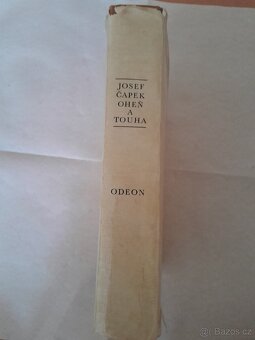 JOSEF
ČAPEK
OHEŇ
A
TOUHA
ODEON
© Bazos.cz